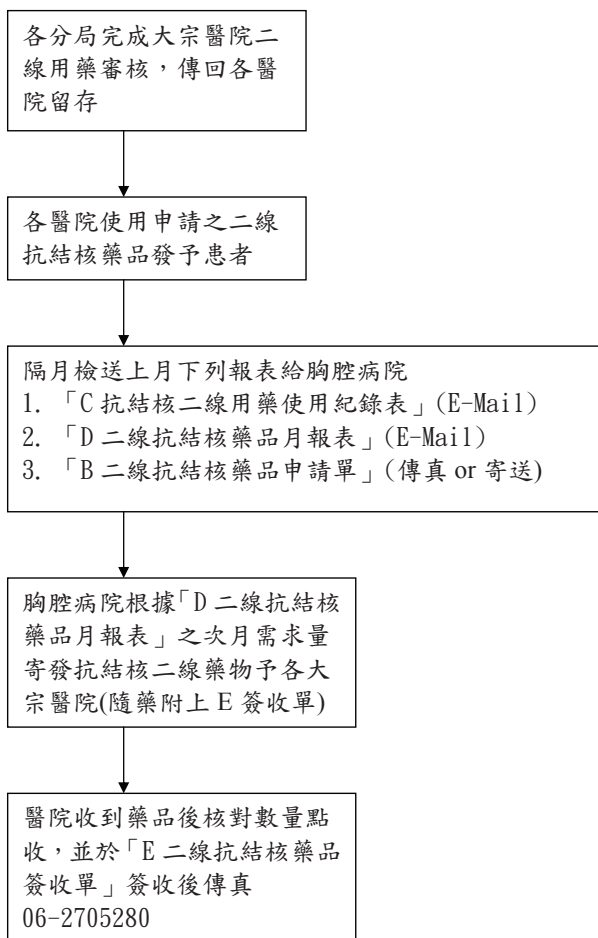 各分局完成大宗醫院二
線用藥審核，傳回各醫
院留存
各醫院使用申請之二線
抗結核藥品發予患者
隔月檢送上月下列報表給胸腔病院
1. 「C 抗結核二線用藥使用紀錄表」(E-Mail)
2. 「D 二線抗結核藥品月報表」(E-Mail)
3. 「B 二線抗結核藥品申請單」(傳真 or 寄送)
胸腔病院根據「D 二線抗結核
藥品月報表」之次月需求量
寄發抗結核二線藥物予各大
宗醫院(隨藥附上 E 簽收單)
醫院收到藥品後核對數量點
收，並於「E 二線抗結核藥品
簽收單」簽收後傳真
06-2705280